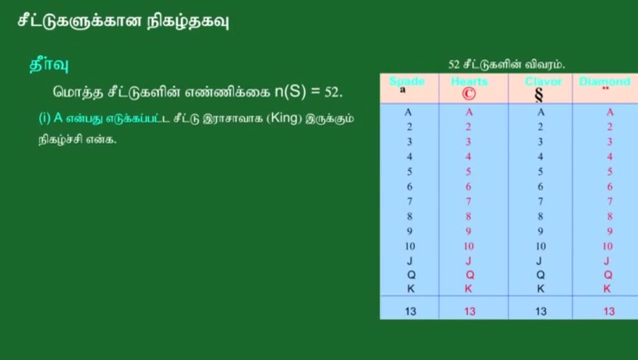 சீட்டுகளுக்கான நிகழ்தகவு
தீர்வு
52 சீட்டுகளின் விவரம்.
மொத்த சீட்டுகளின் எண்ணிக்கை n(S) = 52.
(i) A என்பது எடுக்கப்பட்ட சீட்டு இராசாவாக (King) இருக்கும்
நிகழ்ச்சி என்க.
Spade Hearts Clavor Diamond
a © § ¨
A A A A
2 2 2 2
3 3 3 3
4 4 4 4
5 5 5 5
6 6 6 6
7 7 7 7
8 8 8 8
9 9 9 9
10 10 10 10
J J J J
Q Q Q Q
K K K K
13 13 13 13